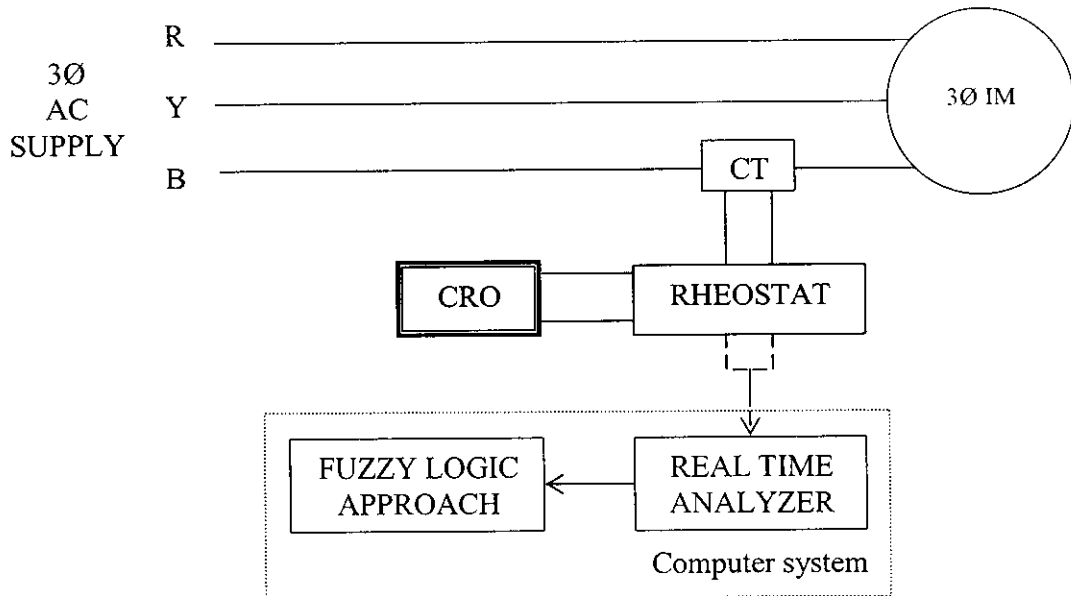 R
3Ø
AC
SUPPLY
Y
B
3Ø IM
CT
CRO
RHEOSTAT
FUZZY LOGIC
APPROACH
REAL TIME
ANALYZER
Computer system